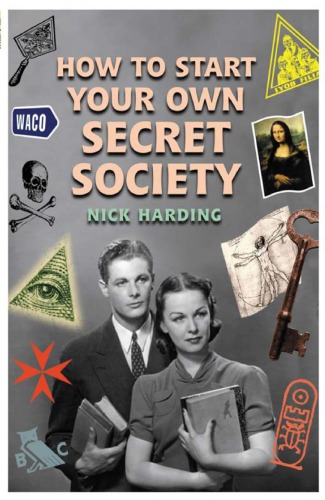 HOW TO START
YOUR OWN
SECRET
SOCIETY
NICK HARDING
WACO
B C